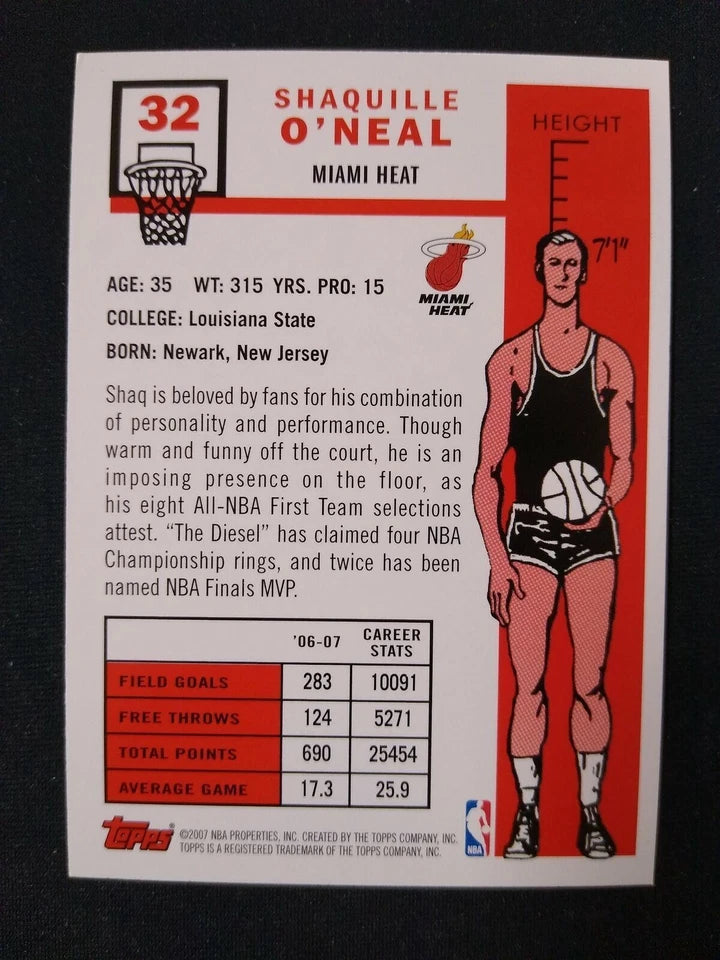 32
SHAQUILLE
O'NEAL
MIAMI HEAT
HEIGHT
7'1"
MIAMI
HEAT
AGE: 35 WT: 315 YRS. PRO: 15
COLLEGE: Louisiana State
BORN: Newark, New Jersey
Shaq is beloved by fans for his combination
of personality and performance. Though
warm and funny off the court, he is an
imposing presence on the floor, as
his eight All-NBA First Team selections
attest. “The Diesel” has claimed four NBA
Championship rings, and twice has been
named NBA Finals MVP.
'06-07 CAREER STATS
FIELD GOALS 283 10091
FREE THROWS 124 5271
TOTAL POINTS 690 25454
AVERAGE GAME 17.3 25.9
Topps®
©2007 NBA PROPERTIES, INC. CREATED BY THE TOPPS COMPANY, INC.
TOPPS IS A REGISTERED TRADEMARK OF THE TOPPS COMPANY, INC.
NBA